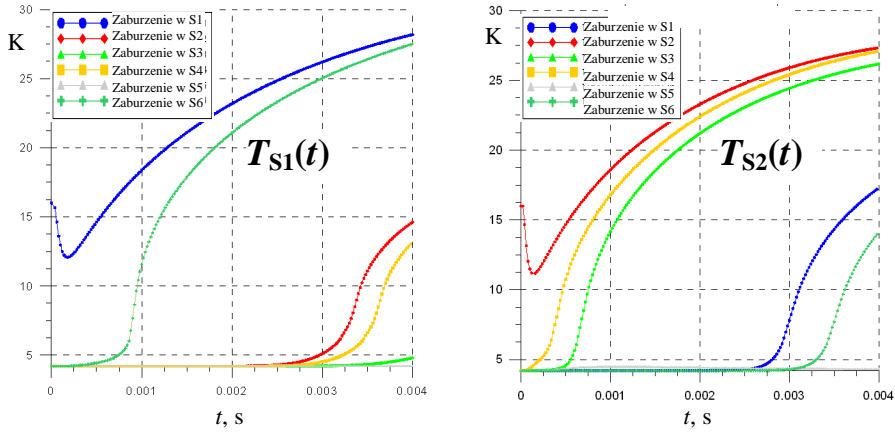 30
K
Zaburzenie w S1
Zaburzenie w S2
Zaburzenie w S3
Zaburzenie w S4
Zaburzenie w S5
Zaburzenie w S6
25
20
15
10
5
T_S1(t)
0
0.001
0.002
0.003
0.004
t, s
30
K
Zaburzenie w S1
Zaburzenie w S2
Zaburzenie w S3
Zaburzenie w S4
Zaburzenie w S5
Zaburzenie w S6
25
20
15
10
5
T_S2(t)
0
0.001
0.002
0.003
0.004
t, s